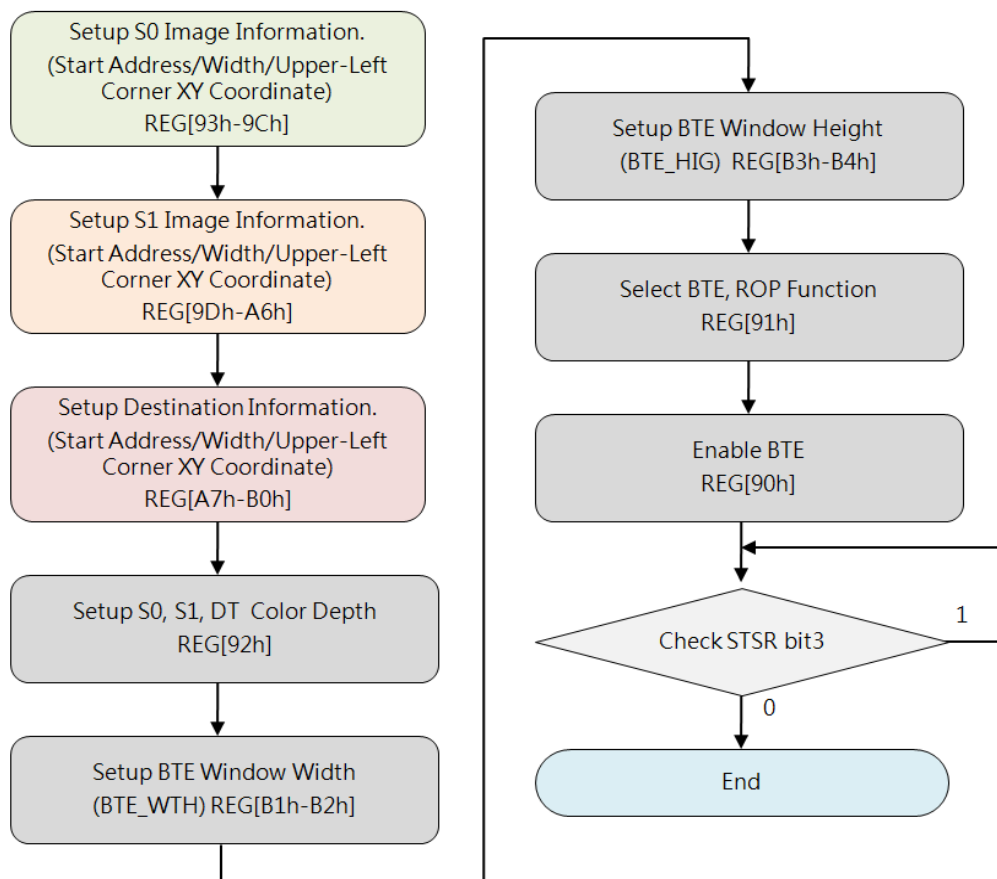 Setup S0 Image Information.
(Start Address/Width/Upper-Left
Corner XY Coordinate)
REG[93h-9Ch]
Setup S1 Image Information.
(Start Address/Width/Upper-Left
Corner XY Coordinate)
REG[9Dh-A6h]
Setup Destination Information.
(Start Address/Width/Upper-Left
Corner XY Coordinate)
REG[A7h-B0h]
Setup S0, S1, DT Color Depth
REG[92h]
Setup BTE Window Width
(BTE_WTH) REG[B1h-B2h]
Setup BTE Window Height
(BTE_HIG) REG[B3h-B4h]
Select BTE, ROP Function
REG[91h]
Enable BTE
REG[90h]
Check STSR bit3
1
0
End